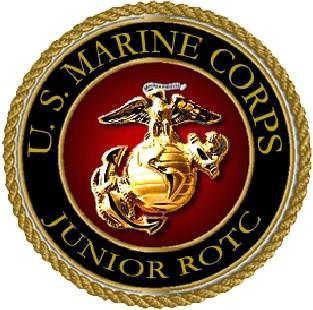 U. S. MARINE CORPS
JUNIOR ROTC